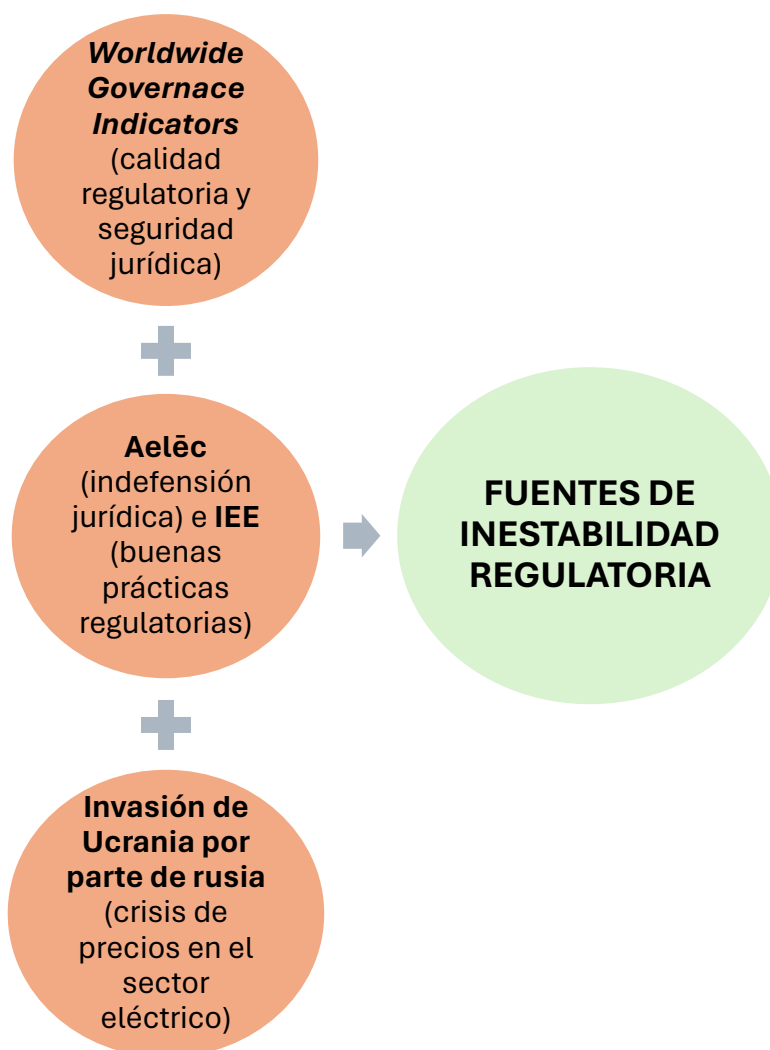 Worldwide
Governace
Indicators
(calidad
regulatoria y
seguridad
jurídica)
Aelēc
(indefensión
jurídica) e IEE
(buenas
prácticas
regulatorias)
FUENTES DE
INESTABILIDAD
REGULATORIA
Invasión de
Ucrania por
parte de rusia
(crisis de
precios en el
sector
eléctrico)